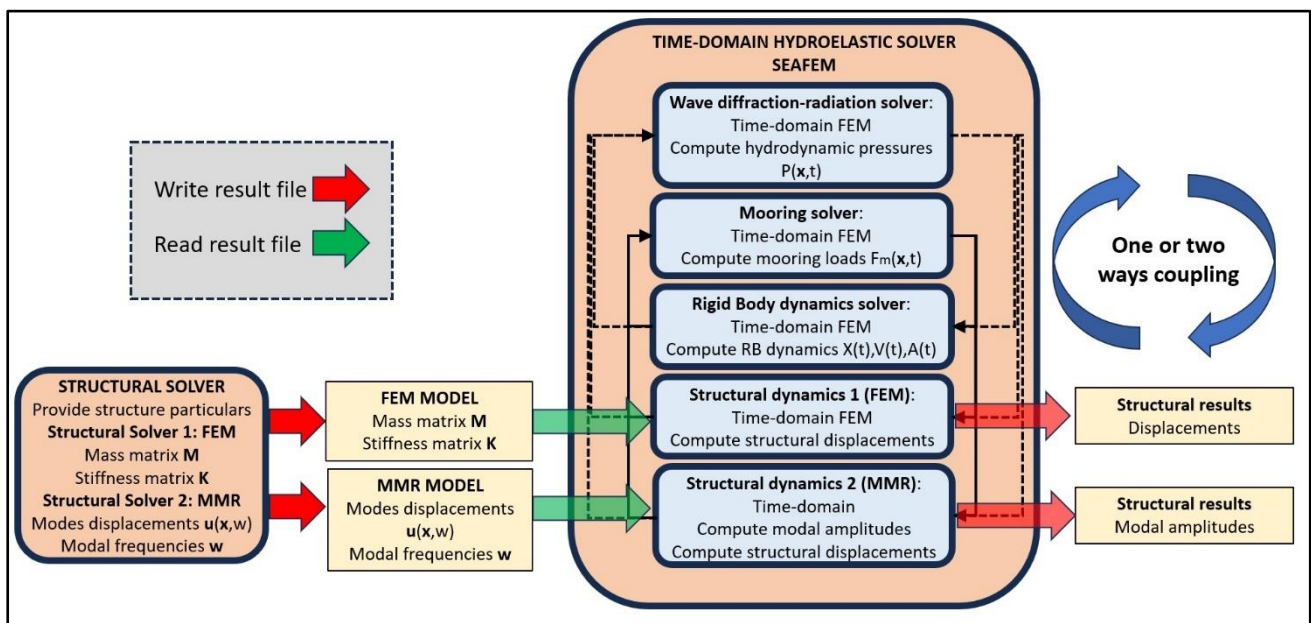 TIME-DOMAIN HYDROELASTIC SOLVER
SEAFEM
Wave diffraction-radiation solver:
Time-domain FEM
Compute hydrodynamic pressures
P(x,t)
Write result file
Read result file
Mooring solver:
Time-domain FEM
Compute mooring loads Fm(x,t)
One or two
ways coupling
Rigid Body dynamics solver:
Time-domain FEM
Compute RB dynamics X(t),V(t),A(t)
STRUCTURAL SOLVER
Provide structure particulars
Structural Solver 1: FEM
Mass matrix M
Stiffness matrix K
Structural Solver 2: MMR
Modes displacements u(x,w)
Modal frequencies w
FEM MODEL
Mass matrix M
Stiffness matrix K
MMR MODEL
Modes displacements
u(x,w)
Modal frequencies w
Structural dynamics 1 (FEM):
Time-domain FEM
Compute structural displacements
Structural dynamics 2 (MMR):
Time-domain
Compute modal amplitudes
Compute structural displacements
Structural results
Displacements
Structural results
Modal amplitudes